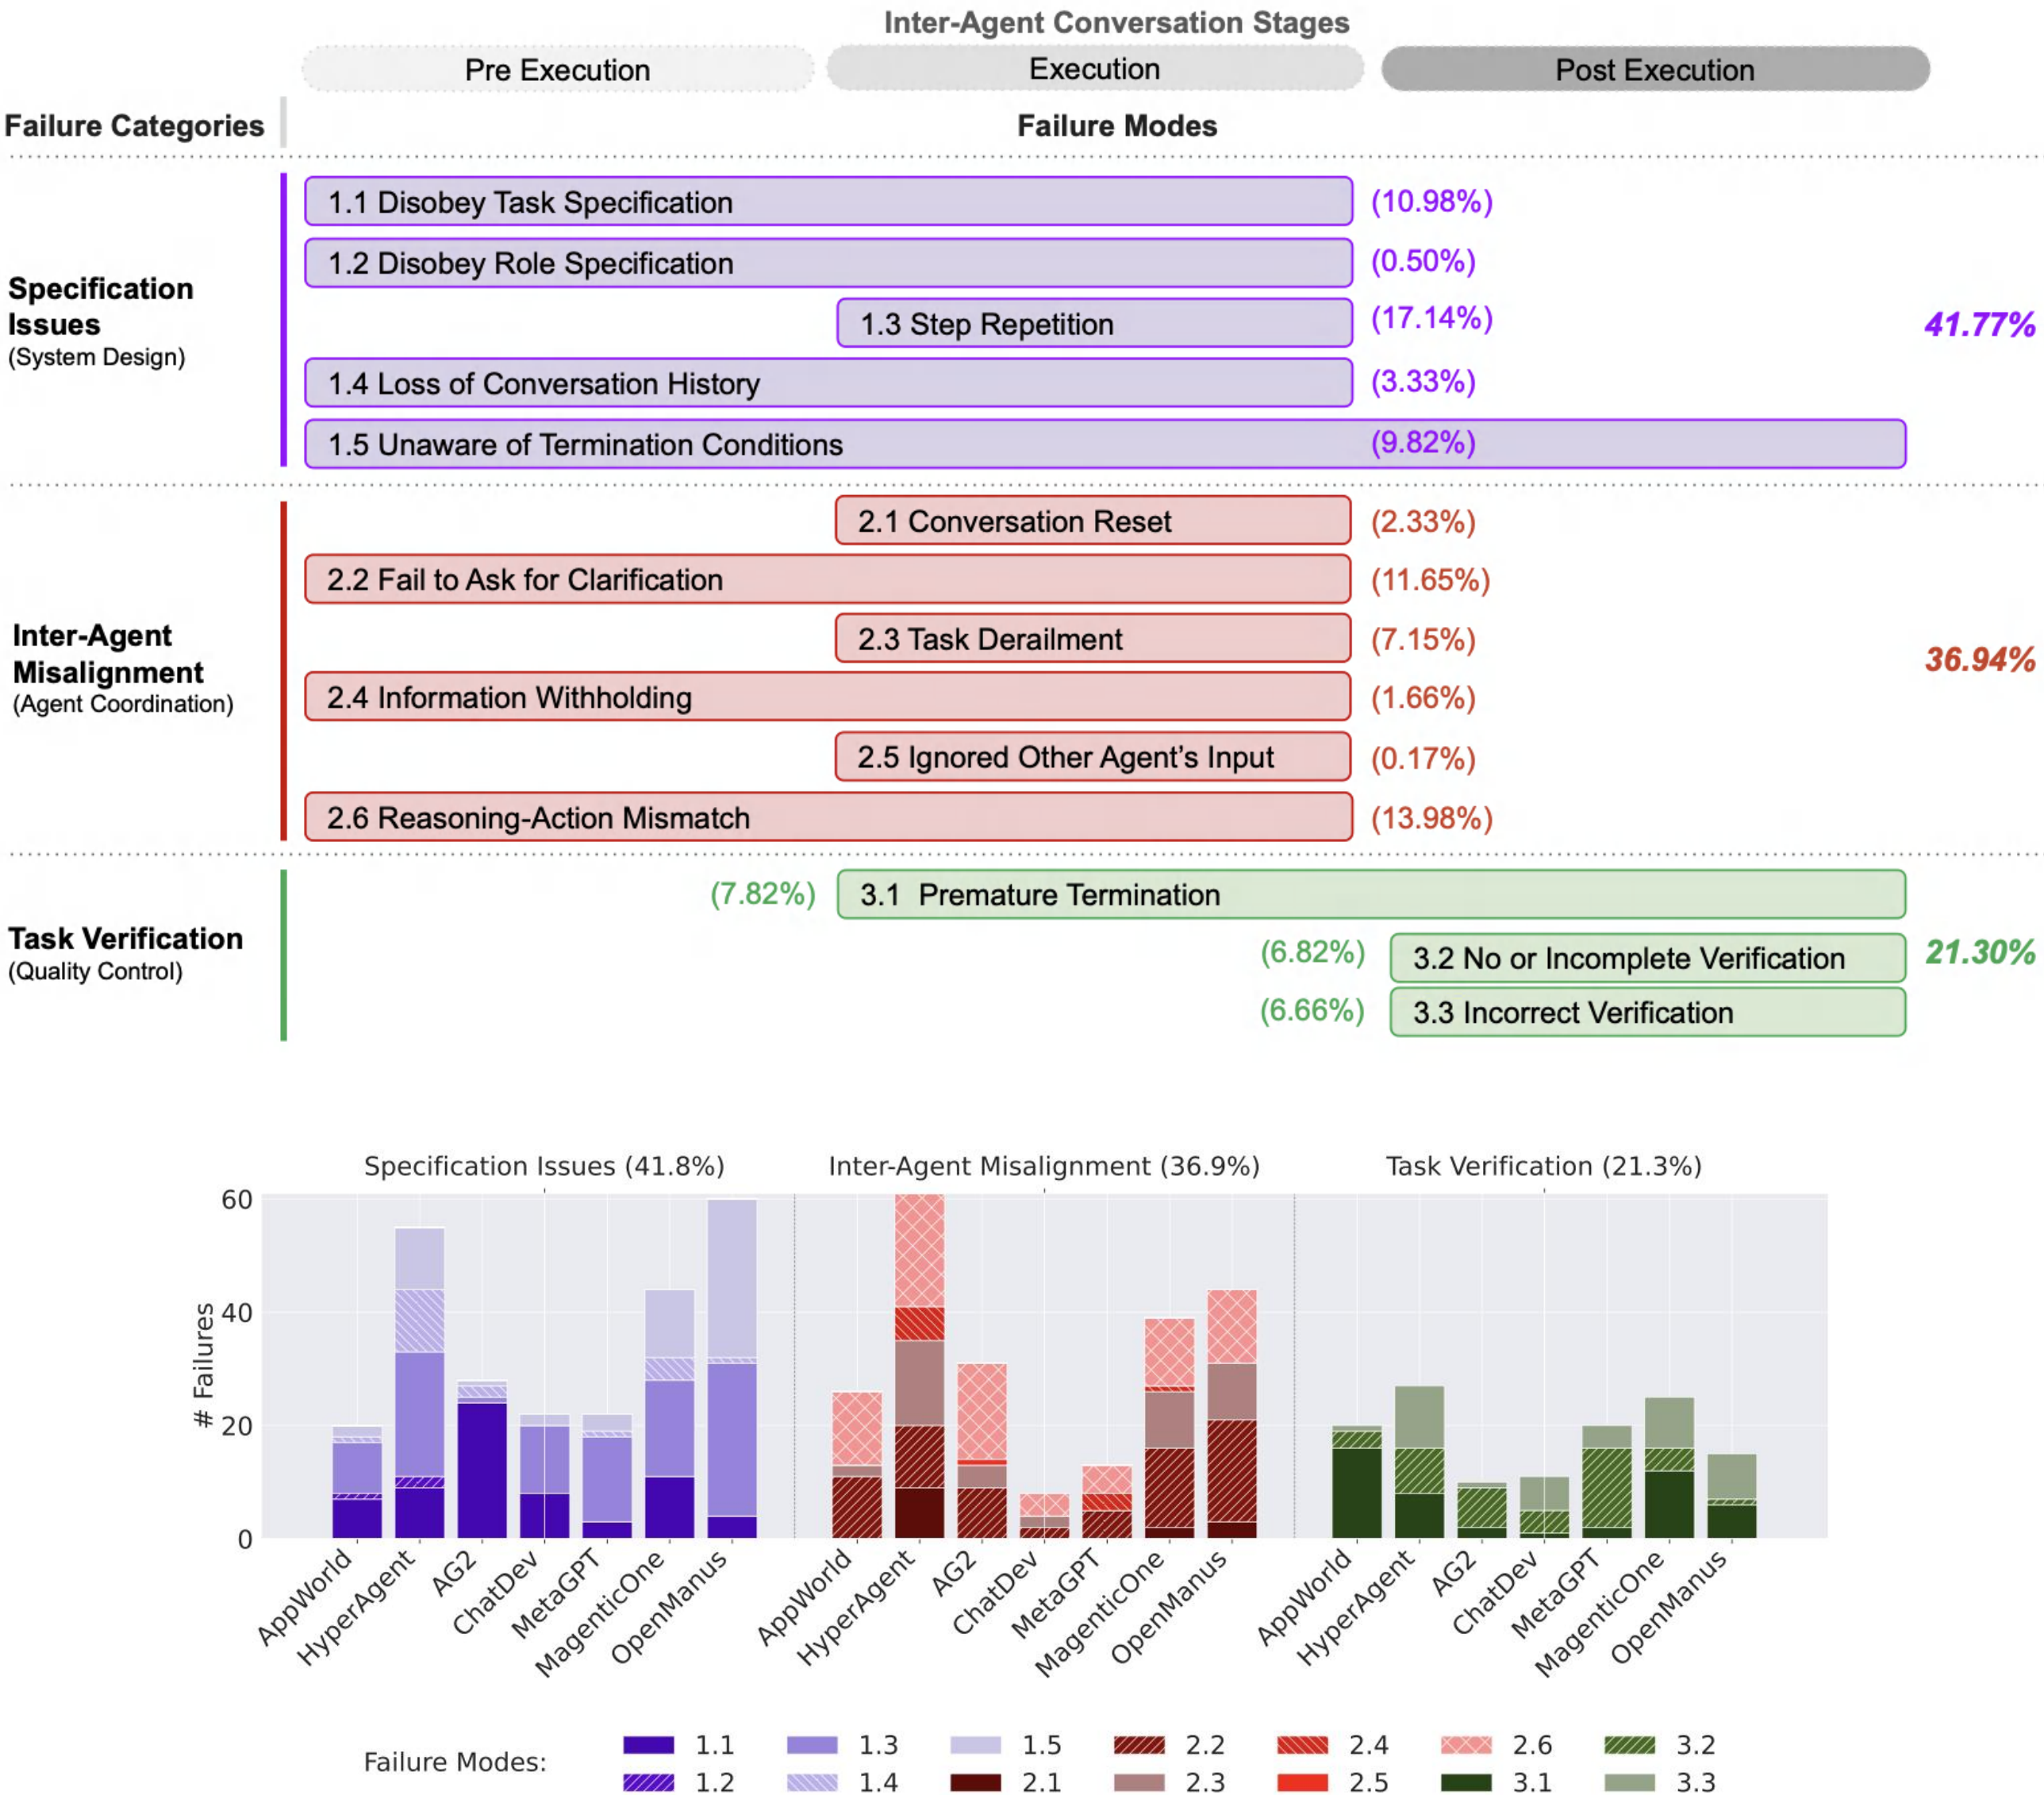 Inter-Agent Conversation Stages
Pre Execution
Execution
Post Execution
Failure Categories
Failure Modes
Specification
Issues
(System Design)
1.1 Disobey Task Specification
(10.98%)
1.2 Disobey Role Specification
(0.50%)
1.3 Step Repetition
(17.14%)
1.4 Loss of Conversation History
(3.33%)
1.5 Unaware of Termination Conditions
(9.82%)
41.77%
Inter-Agent
Misalignment
(Agent Coordination)
2.1 Conversation Reset
(2.33%)
2.2 Fail to Ask for Clarification
(11.65%)
2.3 Task Derailment
(7.15%)
2.4 Information Withholding
(1.66%)
2.5 Ignored Other Agent’s Input
(0.17%)
2.6 Reasoning-Action Mismatch
(13.98%)
36.94%
Task Verification
(Quality Control)
(7.82%)
3.1 Premature Termination
(6.82%)
3.2 No or Incomplete Verification
(6.66%)
3.3 Incorrect Verification
21.30%
Specification Issues (41.8%)
Inter-Agent Misalignment (36.9%)
Task Verification (21.3%)
# Failures
60
40
20
0
AppWorld
HyperAgent
AG2
ChatDev
MetaGPT
MagenticOne
OpenManus
AppWorld
HyperAgent
AG2
ChatDev
MetaGPT
MagenticOne
OpenManus
AppWorld
HyperAgent
AG2
ChatDev
MetaGPT
MagenticOne
OpenManus
Failure Modes:
1.1
1.3
1.5
2.2
2.4
2.6
3.2
1.2
1.4
2.1
2.3
2.5
3.1
3.3